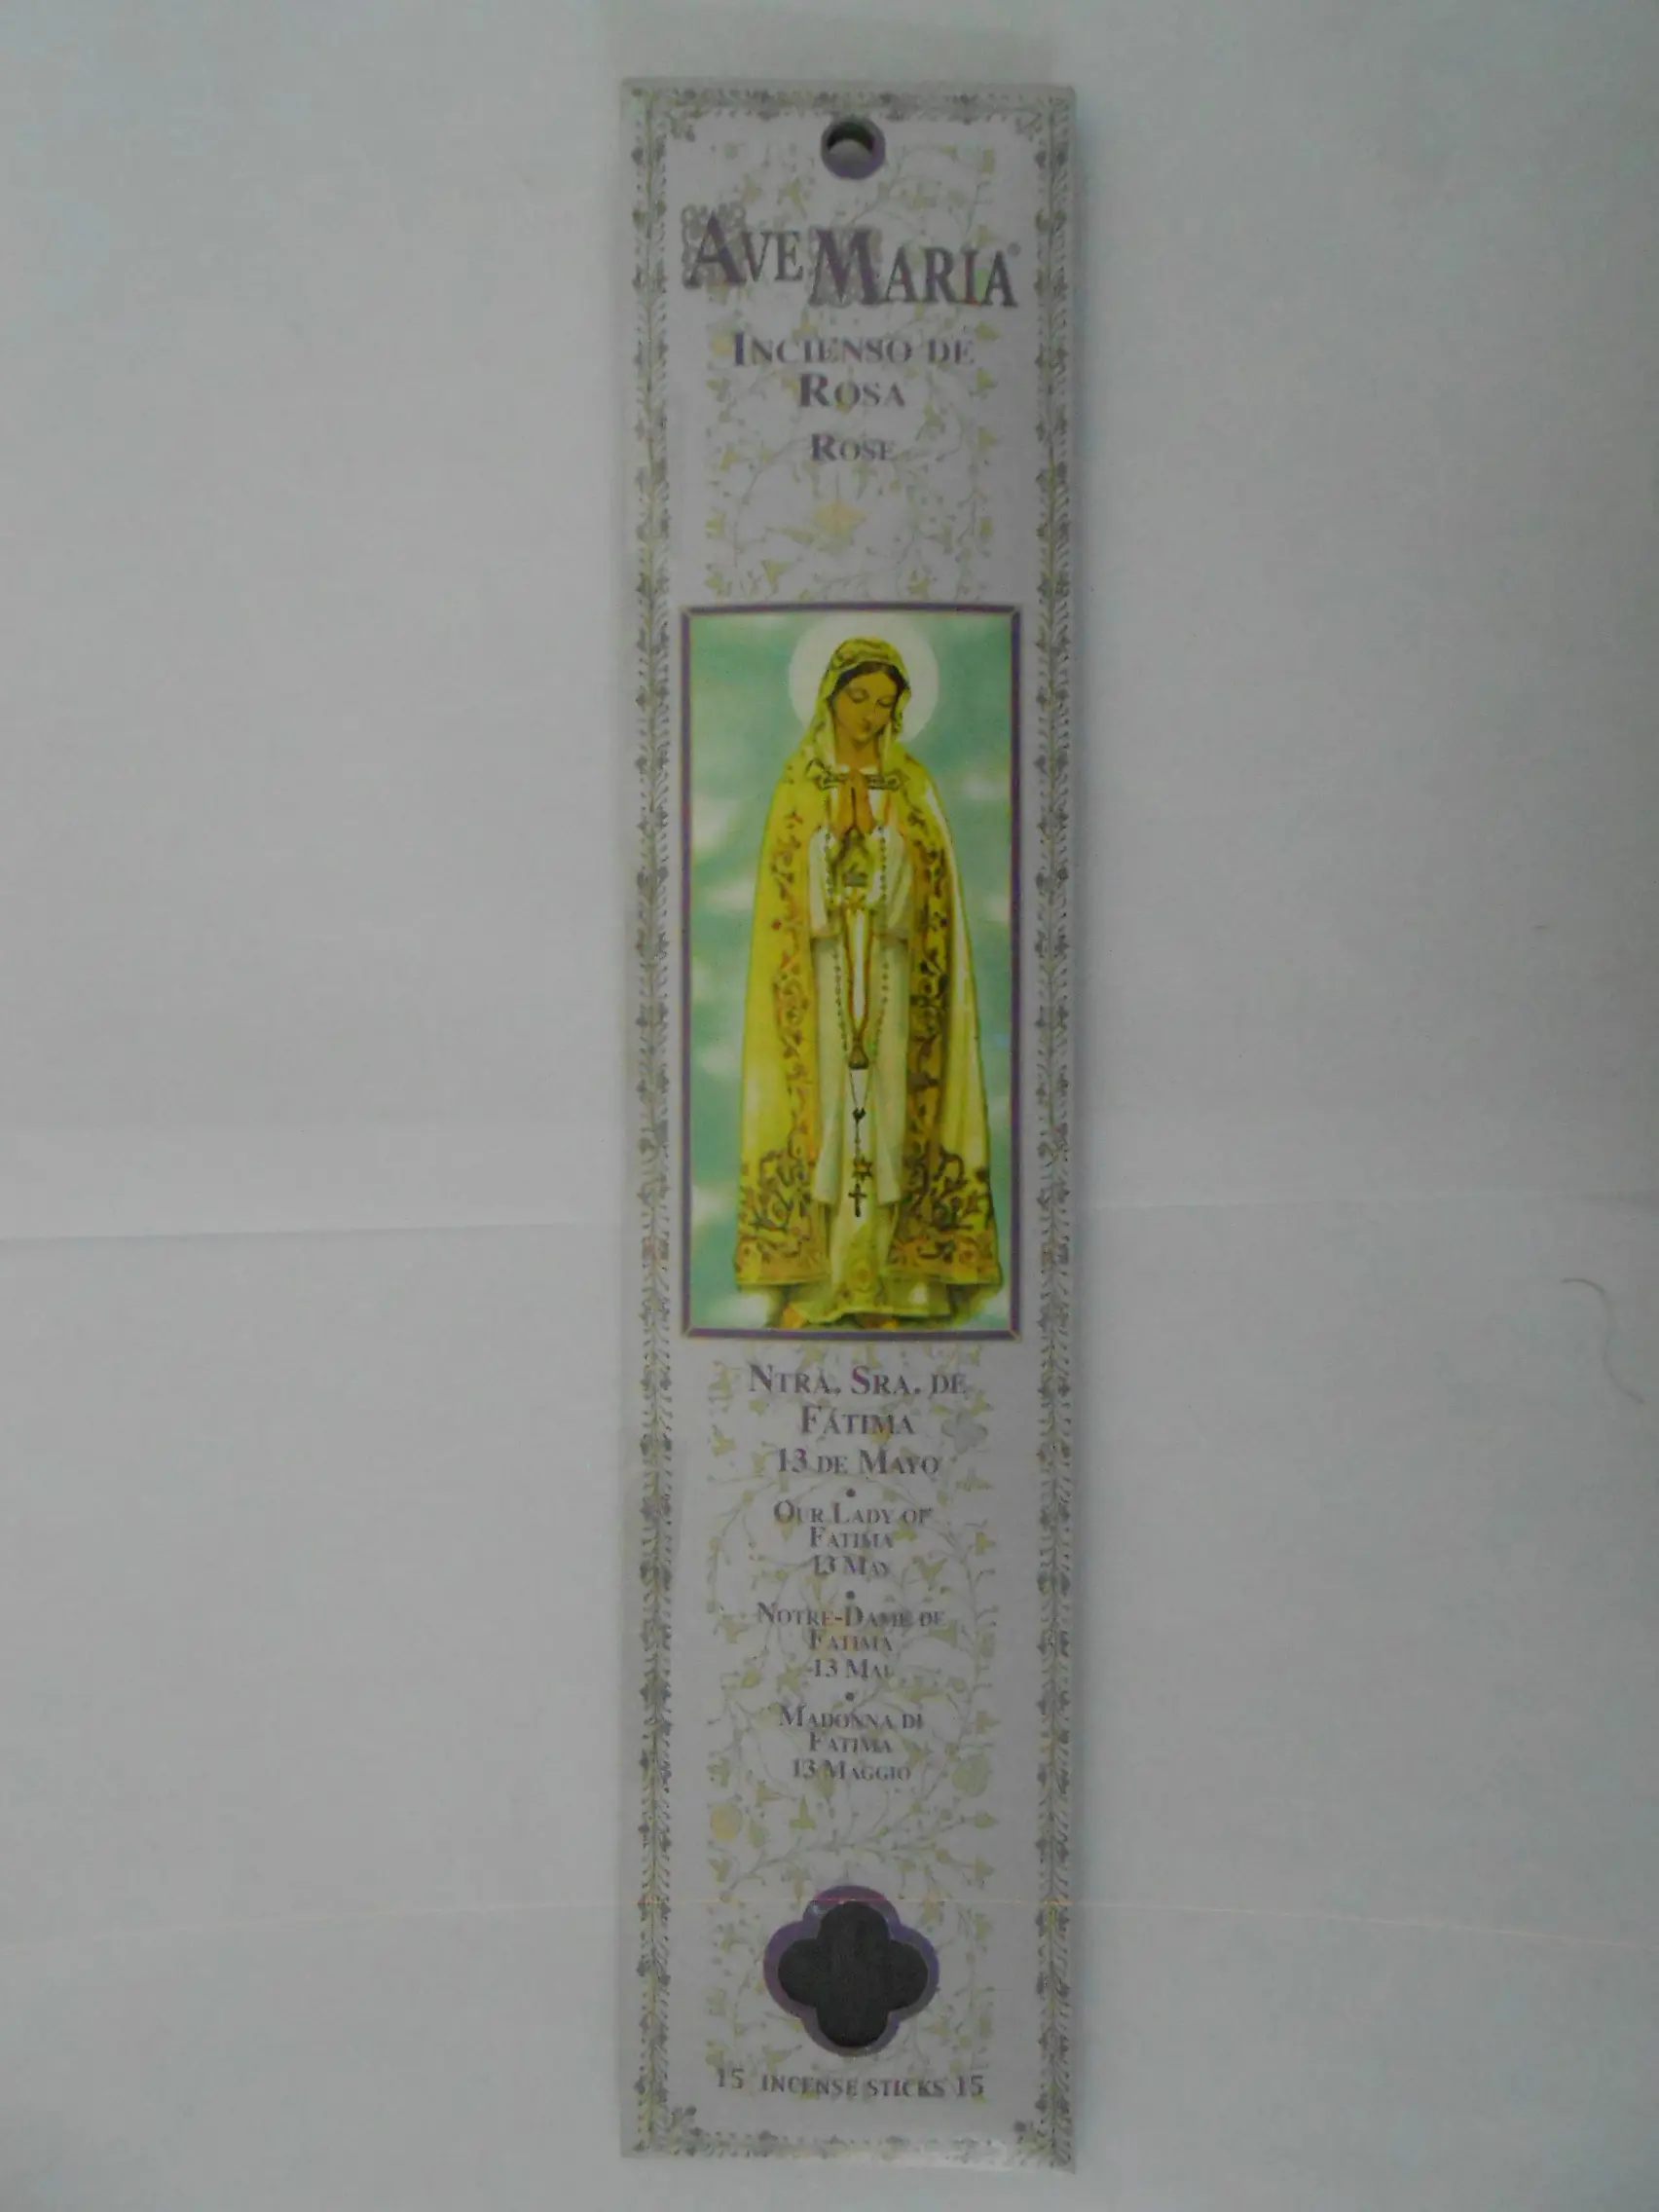 AVE MARIA®
INCIENSO DE
ROSA
ROSE
NTRA. SRA. DE
FÁTIMA
13 DE MAYO
•
OUR LADY OF
FATIMA
13 MAY
•
NOTRE-DAME DE
FATIMA
13 MAI
•
MADONNA DI
FATIMA
13 MAGGIO
15 INCENSE STICKS 15